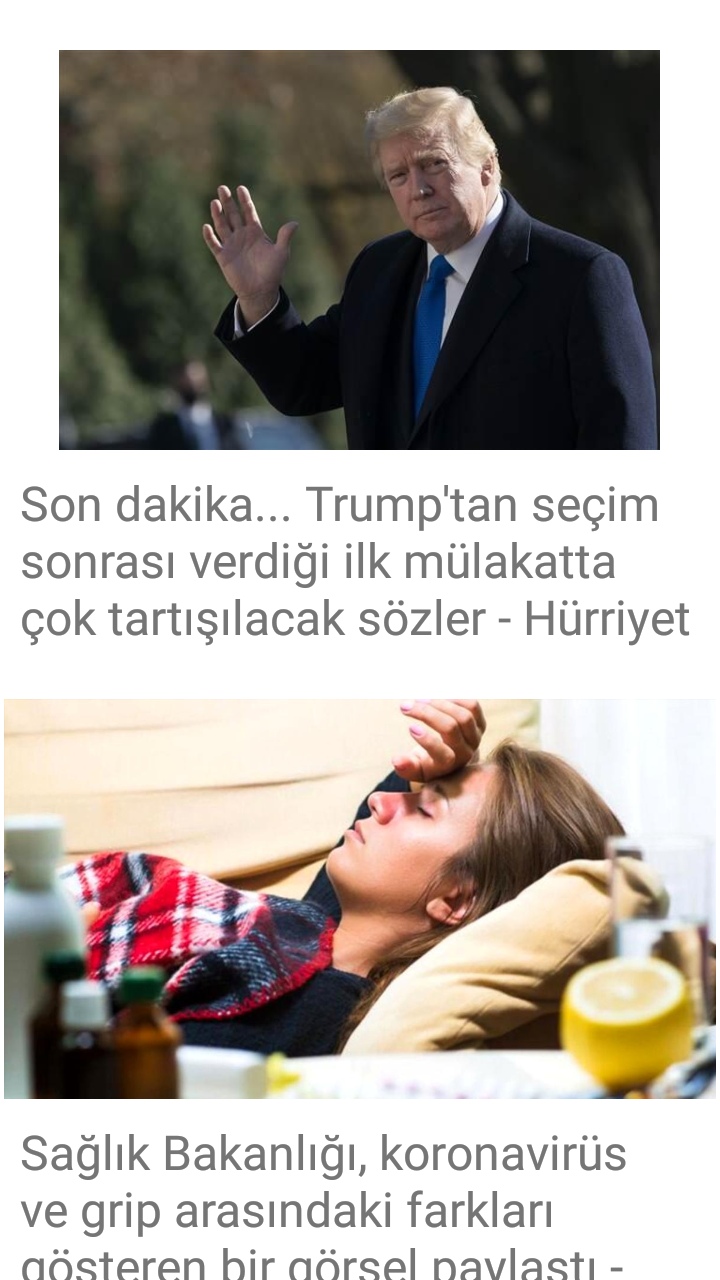 Son dakika... Trump'tan seçim
sonrası verdiği ilk mülakatta
çok tartışılacak sözler - Hürriyet
Sağlık Bakanlığı, koronavirüs
ve grip arasındaki farkları
gösteren bir görsel paylaştı -